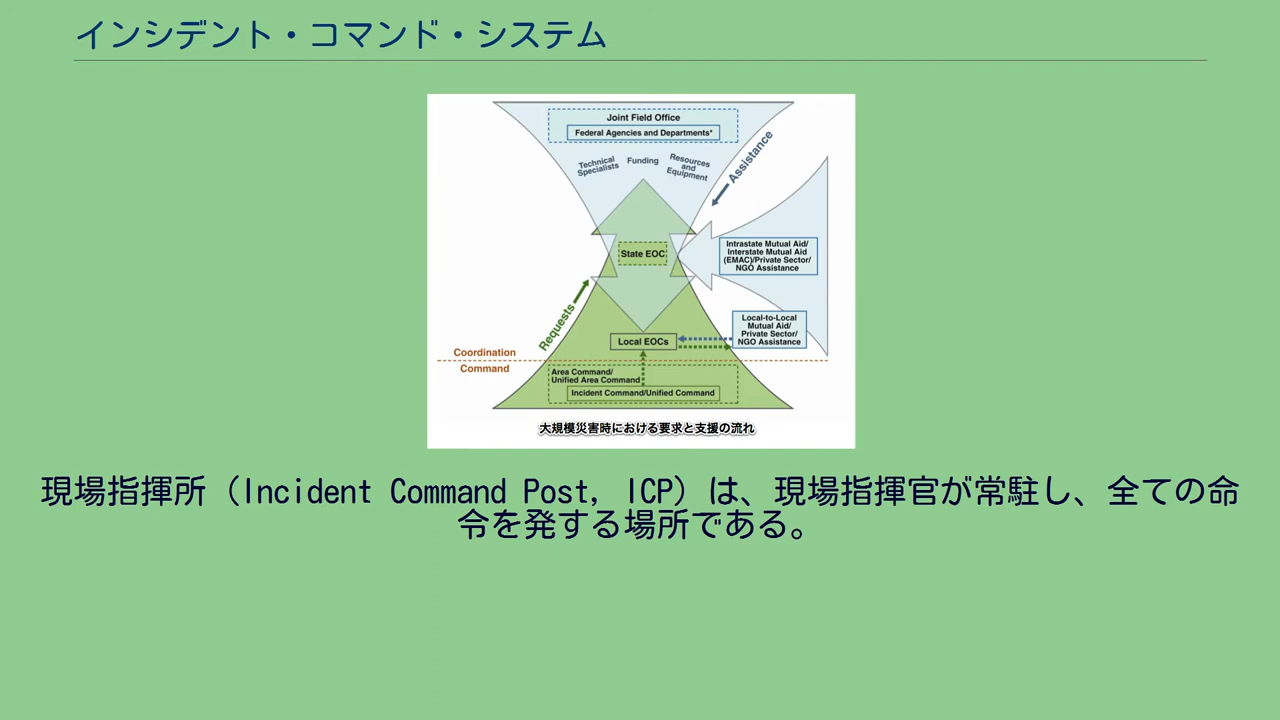 インシデント・コマンド・システム
Joint Field Office
Federal Agencies and Departments*
Technical
Specialists
Funding
Resources
and
Equipment
Assistance
State EOC
Intrastate Mutual Aid/
Interstate Mutual Aid
(EMAC)/Private Sector/
NGO Assistance
Requests
Local-to-Local
Mutual Aid/
Private Sector/
NGO Assistance
Local EOCs
Coordination
Command
Area Command/
Unified Area Command
Incident Command/Unified Command
大規模災害時における要求と支援の流れ
現場指揮所（Incident Command Post, ICP）は、現場指揮官が常駐し、全ての命
令を発する場所である。